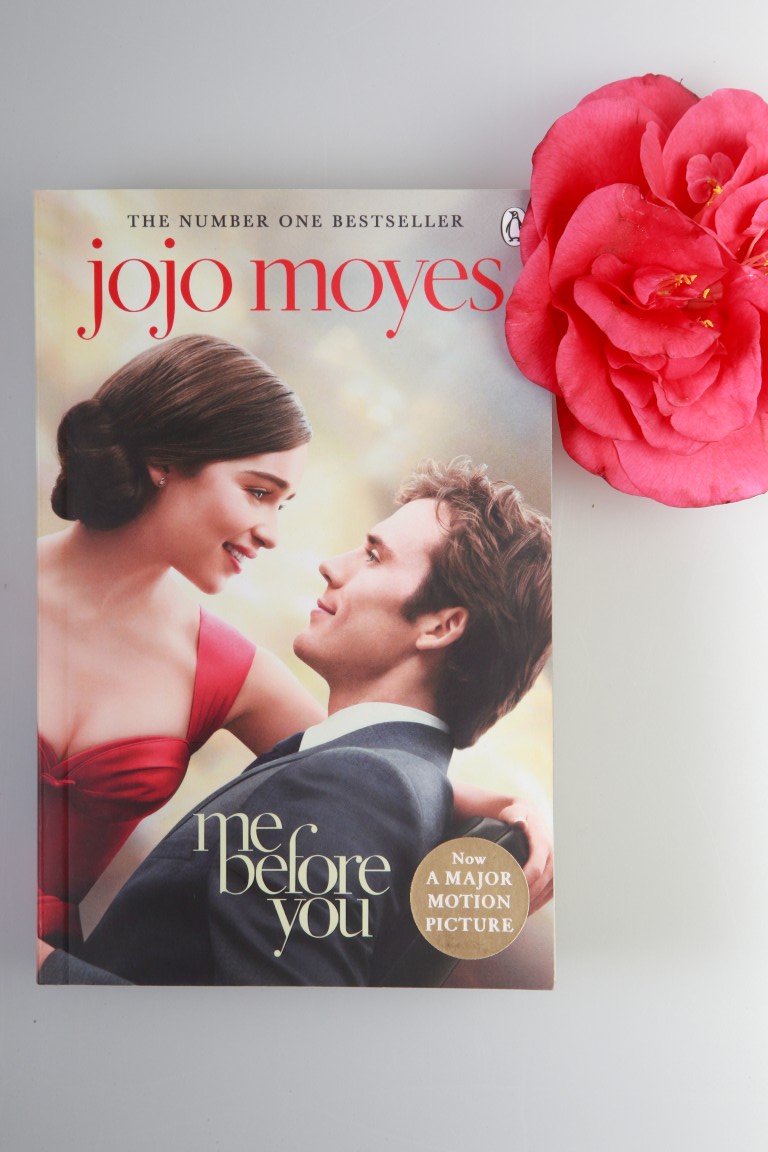 THE NUMBER ONE BESTSELLER
jojo moyes
me
before
you
Now
A MAJOR
MOTION
PICTURE